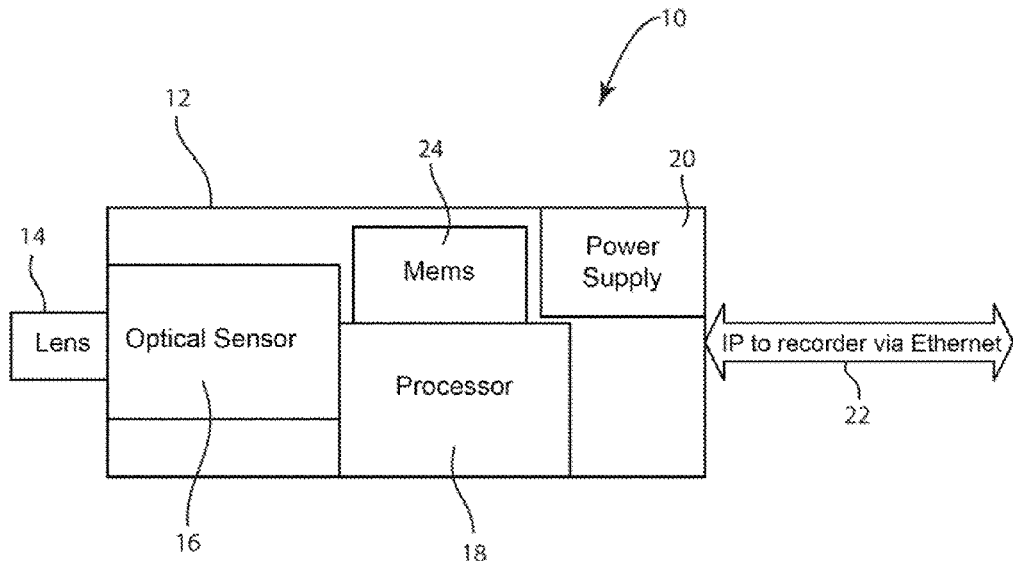 10
12
24
20
14
Power
Supply
Mems
Lens
Optical Sensor
IP to recorder via Ethernet
Processor
22
16
18